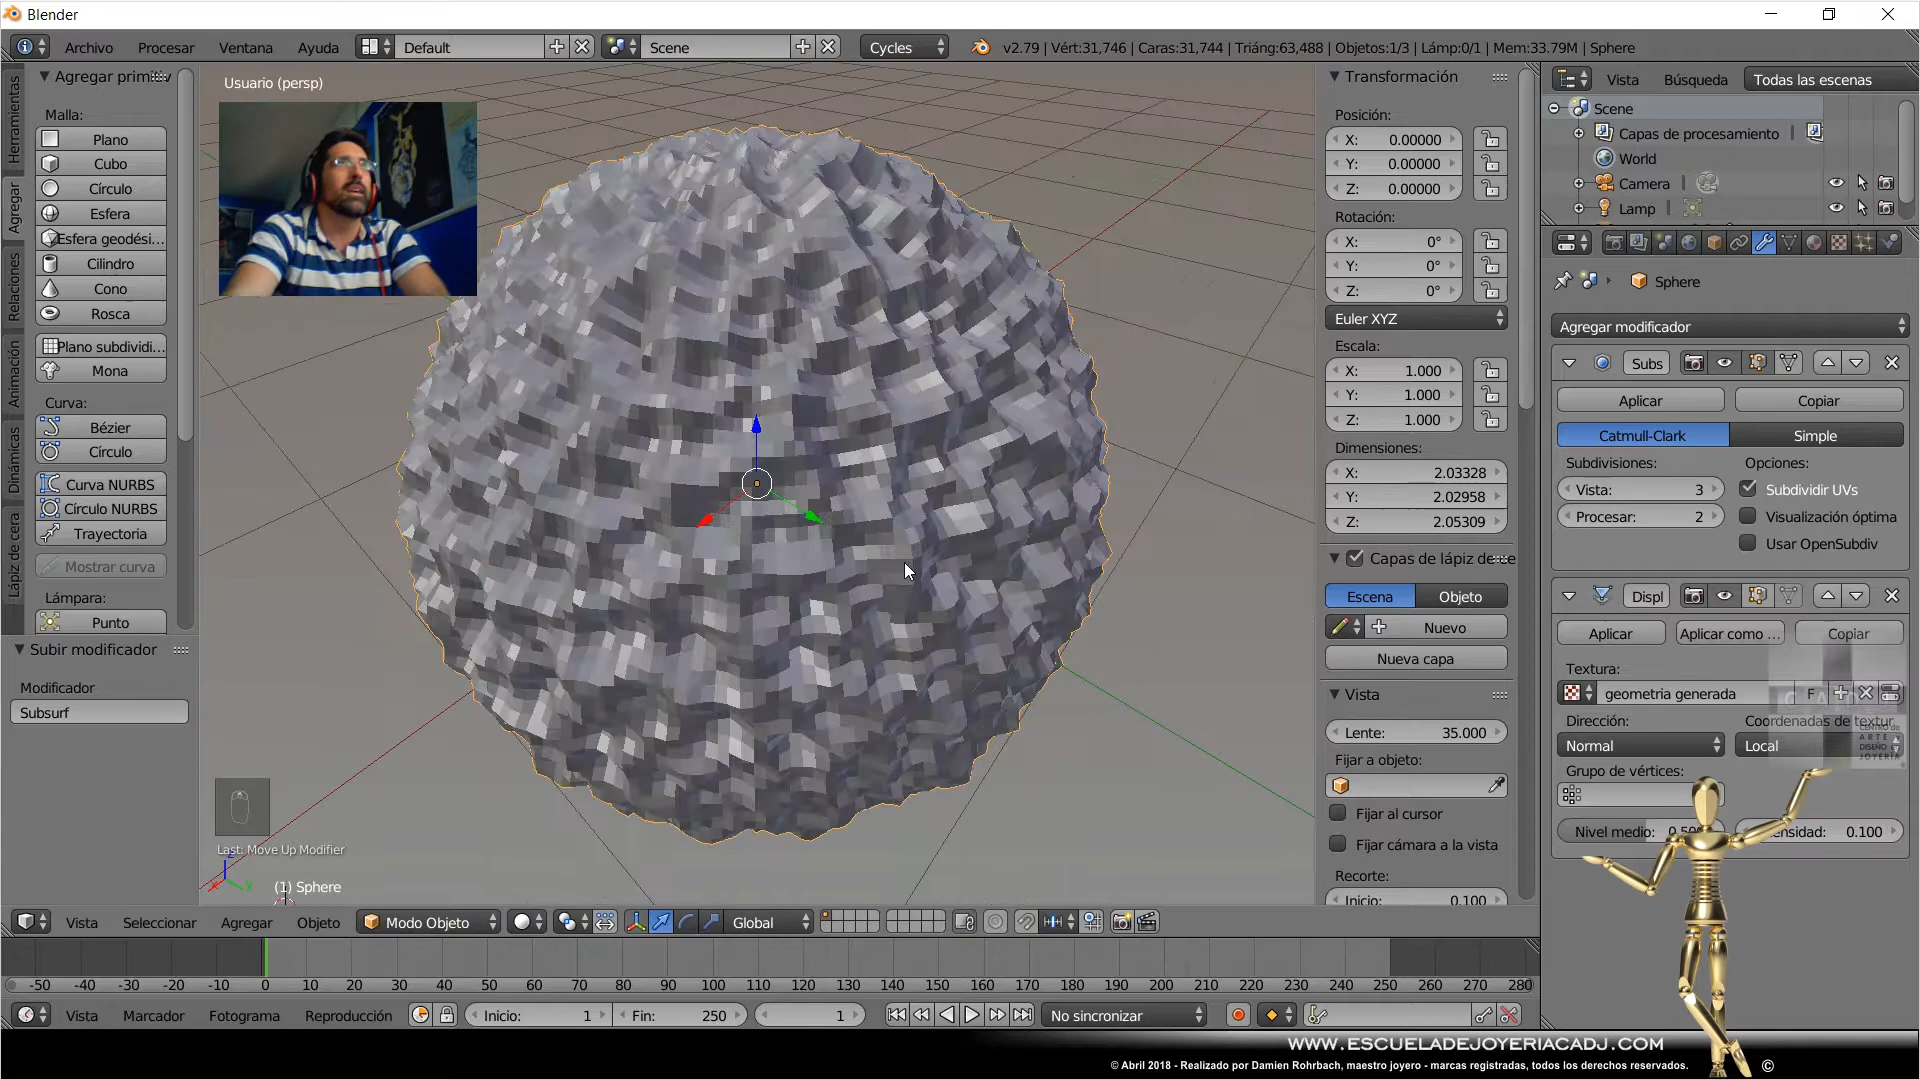 Blender
Archivo Procesar Ventana Ayuda Default Scene Cycles v2.79 | Vért:31,746 | Caras:31,744 | Triáng:63,488 | Objetos:1/3 | Lámp:0/1 | Mem:33.79M | Sphere
Herramientas
Agregar
Relaciones
Animación
Dinámicas
Lápiz de cera
Agregar primitiv
Malla:
Plano
Cubo
Círculo
Esfera
Esfera geodési...
Cilindro
Cono
Rosca
Plano subdividi...
Mona
Curva:
Bézier
Círculo
Curva NURBS
Círculo NURBS
Trayectoria
Mostrar curva
Lámpara:
Punto
Subir modificador
Modificador
Subsurf
Usuario (persp)
Last: Move Up Modifier
(1) Sphere
Transformación
Posición:
X: 0.00000
Y: 0.00000
Z: 0.00000
Rotación:
X: 0°
Y: 0°
Z: 0°
Euler XYZ
Escala:
X: 1.000
Y: 1.000
Z: 1.000
Dimensiones:
X: 2.03328
Y: 2.02958
Z: 2.05309
Capas de lápiz de ce
Escena Objeto
Nuevo
Nueva capa
Vista
Lente: 35.000
Fijar a objeto:
Fijar al cursor
Fijar cámara a la vista
Recorte:
Inicio: 0.100
Vista Búsqueda Todas las escenas
Scene
Capas de procesamiento
World
Camera
Lamp
Sphere
Agregar modificador
Subs
Aplicar Copiar
Catmull-Clark Simple
Subdivisiones: Opciones:
Vista: 3 Subdividir UVs
Procesar: 2 Visualización óptima
Usar OpenSubdiv
Displ
Aplicar Aplicar como ... Copiar
Textura:
geometria generada F
Dirección: Coordenadas de textur
Normal Local
CENTRO de
ARTE y
DISEÑO de
JOYERÍA
Grupo de vértices:
Nivel medio: 0.500 ensidad: 0.100
Vista Seleccionar Agregar Objeto Modo Objeto Global
-50 -40 -30 -20 -10 0 10 20 30 40 50 60 70 80 90 100 110 120 130 140 150 160 170 180 190 200 210 220 230 240 250 260 270 280
Vista Marcador Fotograma Reproducción Inicio: 1 Fin: 250 1 No sincronizar
WWW.ESCUELADEJOYERIACADJ.COM
© Abril 2018 - Realizado por Damien Rohrbach, maestro joyero - marcas registradas, todos los derechos reservados. ©